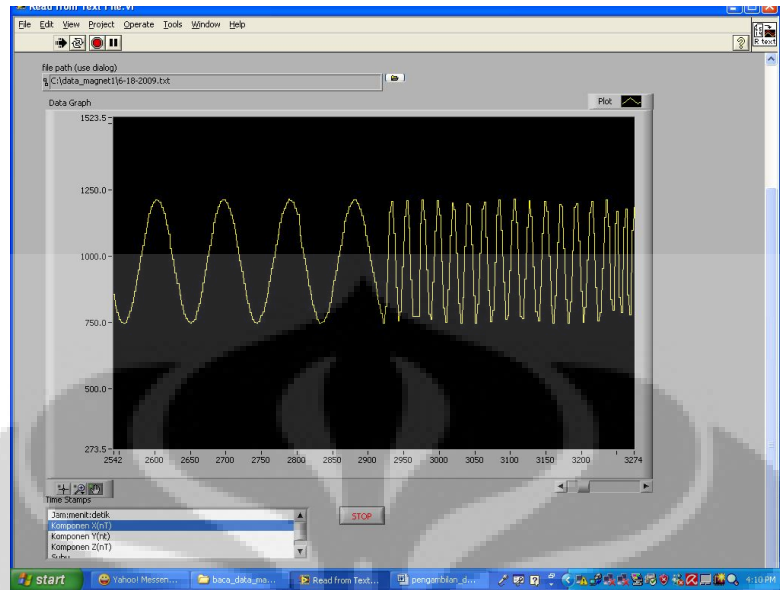 Read from Text File.vi
File Edit View Project Operate Tools Window Help
R text
file path (use dialog)
C:\data_magnet1\6-18-2009.txt
Data Graph
Plot
1523.5
1250.0
1000.0
750.0
500.0
273.5
2542 2600 2650 2700 2750 2800 2850 2900 2950 3000 3050 3100 3150 3200 3274
Time Stamps
Jam:menit:detik
Komponen X(nT)
Komponen Y(nt)
Komponen Z(nT)
Suhu
STOP
start
Yahoo! Messen...
baca_data_ma...
Read from Text...
pengambilan_d...
4:10 PM